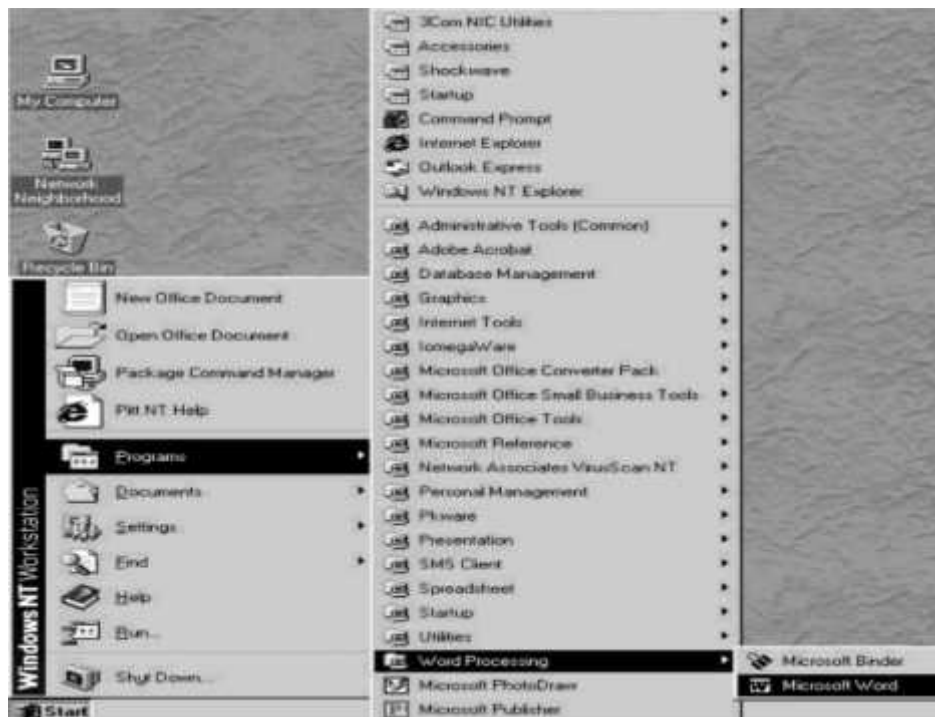 My Computer
Network
Neighborhood
Recycle Bin
New Office Document
Open Office Document
Package Command Manager
Pitt NT Help
Programs
Documents
Settings
Find
Help
Run...
Shut Down...
Windows NT Workstation
Start
3Com NIC Utilities
Accessories
Shockwave
Startup
Command Prompt
Internet Explorer
Outlook Express
Windows NT Explorer
Administrative Tools (Common)
Adobe Acrobat
Database Management
Graphics
Internet Tools
IomegaWare
Microsoft Office Converter Pack
Microsoft Office Small Business Tools
Microsoft Office Tools
Microsoft Reference
Network Associates VirusScan NT
Personal Management
Pkware
Presentation
SMS Client
Spreadsheet
Startup
Utilities
Word Processing
Microsoft PhotoDraw
Microsoft Publisher
Microsoft Binder
Microsoft Word